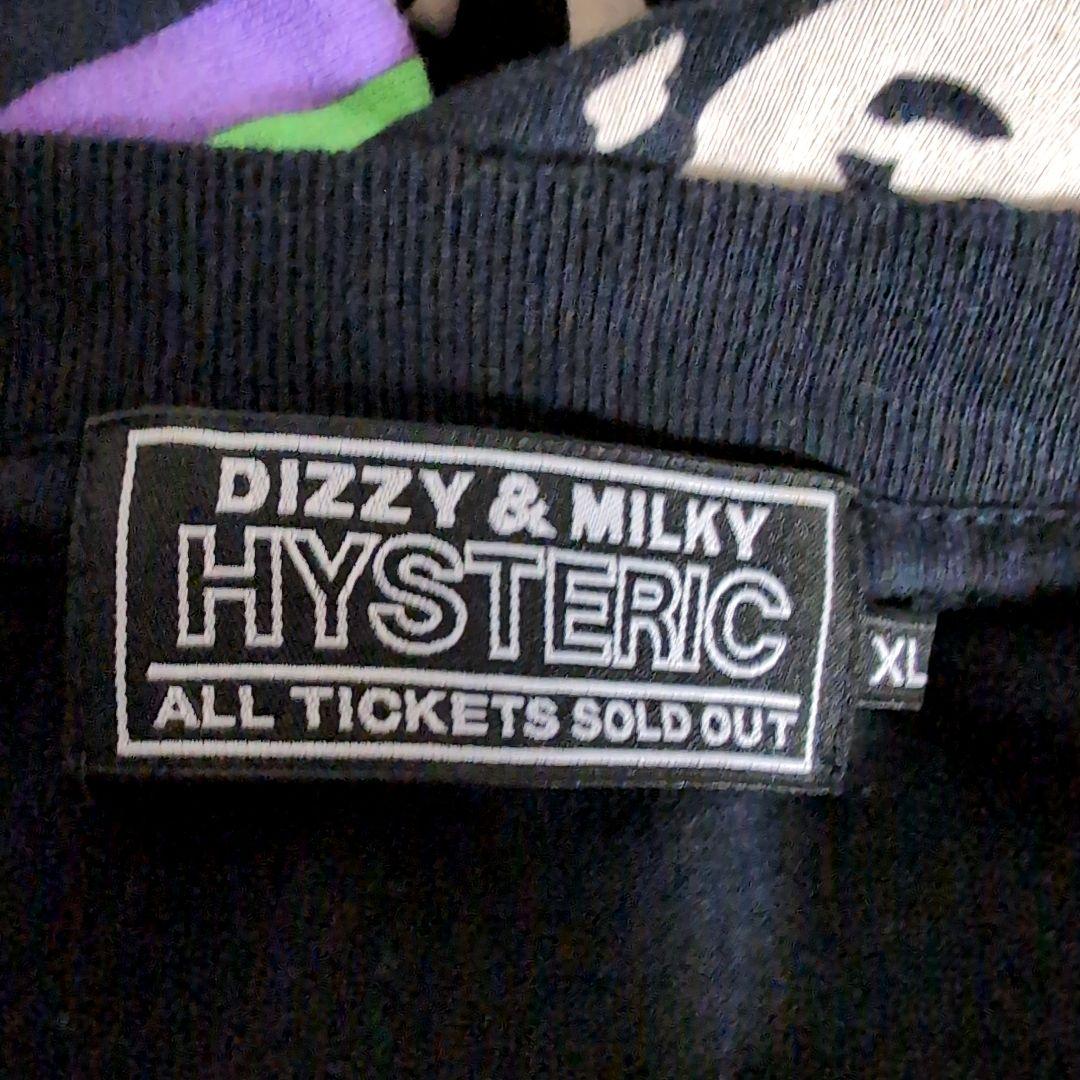 DIZZY & MILKY
HYSTERIC
ALL TICKETS SOLD OUT
XL